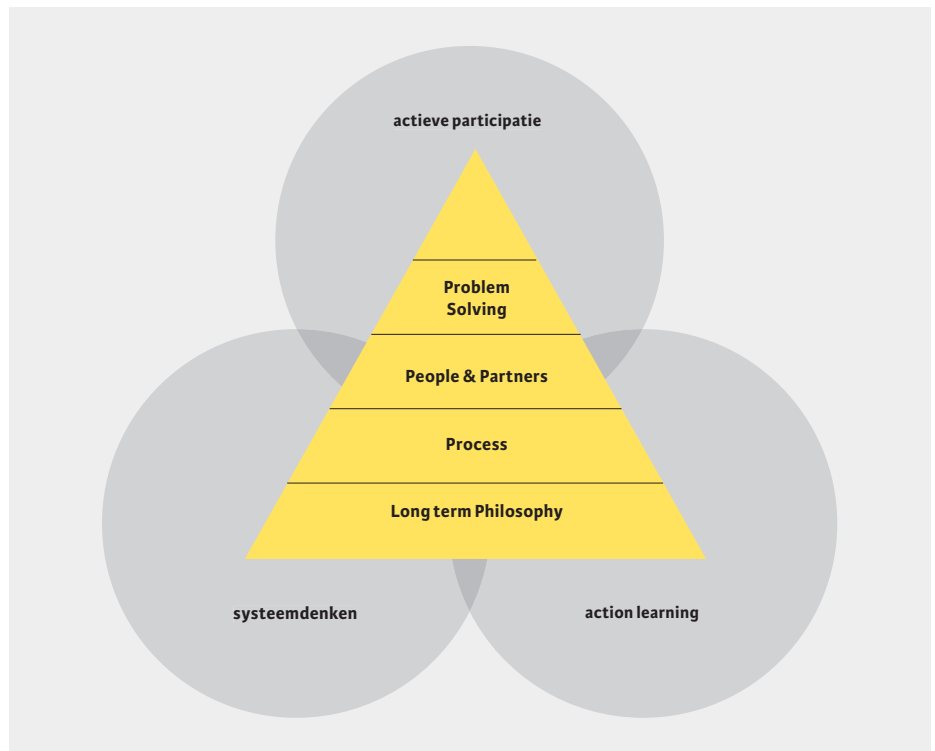 actieve participatie
Problem
Solving
People & Partners
Process
Long term Philosophy
systeemdenken
action learning